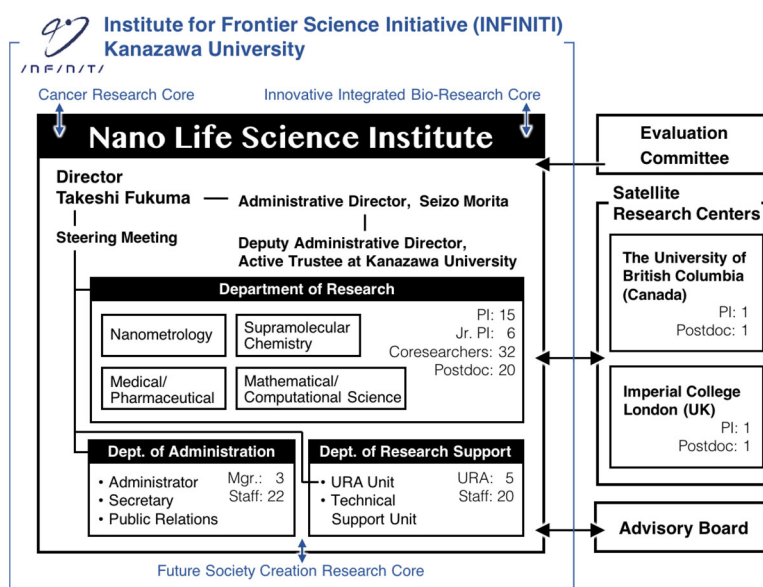 Institute for Frontier Science Initiative (INFINITI)
Kanazawa University
INFINITI
Cancer Research Core
Innovative Integrated Bio-Research Core
Nano Life Science Institute
Director
Takeshi Fukuma
Administrative Director, Seizo Morita
Steering Meeting
Deputy Administrative Director,
Active Trustee at Kanazawa University
Department of Research
Nanometrology
Supramolecular
Chemistry
Medical/
Pharmaceutical
Mathematical/
Computational Science
PI: 15
Jr. PI: 6
Coresearchers: 32
Postdoc: 20
Dept. of Administration
• Administrator
• Secretary
• Public Relations
Mgr.: 3
Staff: 22
Dept. of Research Support
• URA Unit
• Technical
Support Unit
URA: 5
Staff: 20
Future Society Creation Research Core
Evaluation
Committee
Satellite
Research Centers
The University of
British Columbia
(Canada)
PI: 1
Postdoc: 1
Imperial College
London (UK)
PI: 1
Postdoc: 1
Advisory Board